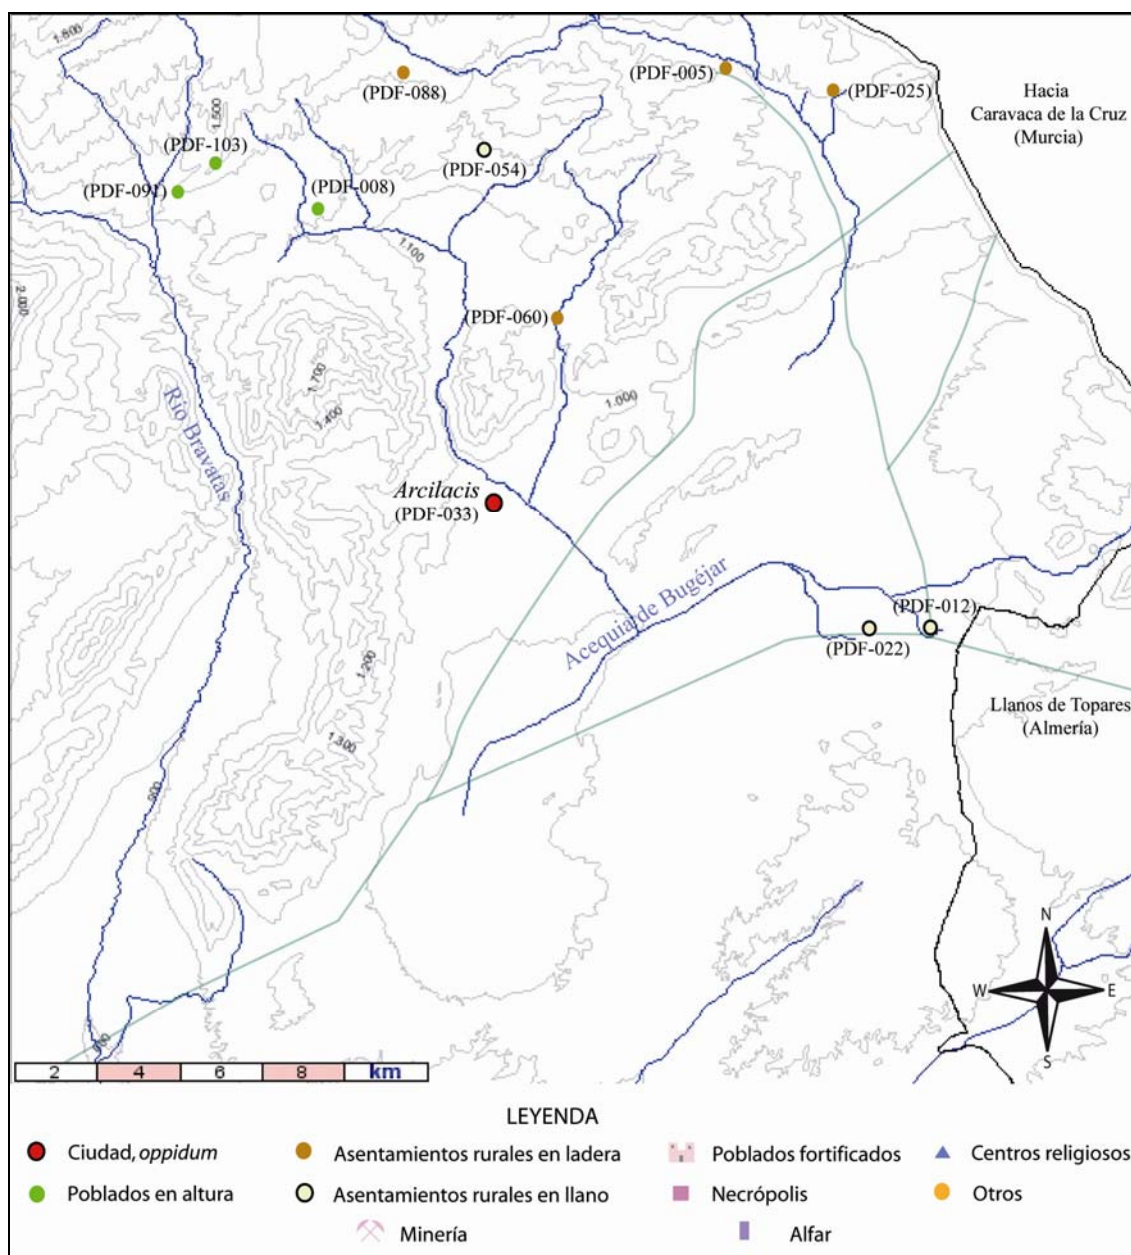 1.800
(PDF-005)
(PDF-088)
(PDF-025)
Hacia
Caravaca de la Cruz
(Murcia)
1.500
(PDF-103)
(PDF-054)
(PDF-091)
(PDF-008)
1.100
2.000
(PDF-060)
1.700
1.000
1.400
Río Bravatas
Arcilacis
(PDF-033)
Acequia de Bugéjar
(PDF-012)
(PDF-022)
1.200
Llanos de Topares
(Almería)
1.300
900
N
W
E
S
2 4 6 8 km
LEYENDA
Ciudad, oppidum
Asentamientos rurales en ladera
Poblados fortificados
Centros religiosos
Poblados en altura
Asentamientos rurales en llano
Necrópolis
Otros
Minería
Alfar